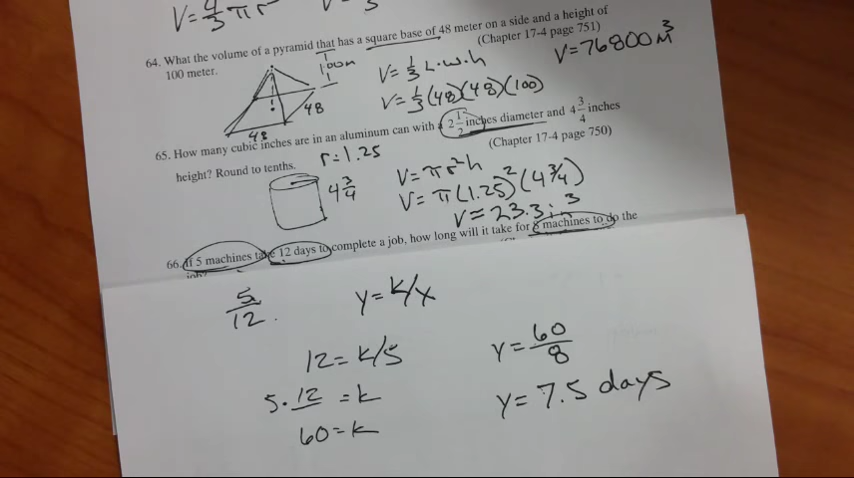 V = 4/3 π r
64. What the volume of a pyramid that has a square base of 48 meter on a side and a height of
100 meter.
(Chapter 17-4 page 751)
100m
V = 1/3 L·w·h
V = 76800 M³
V = 1/3 (48)(48)(100)
48
48
65. How many cubic inches are in an aluminum can with a 2 1/2 inches diameter and 4 3/4 inches
height? Round to tenths.
(Chapter 17-4 page 750)
r = 1.25
4 3/4
V = π r² h
V = π (1.25)² (4 3/4)
V = 23.3 in³
66. If 5 machines take 12 days to complete a job, how long will it take for 8 machines to do the
5/12
y = k/x
12 = k/5
5 · 12 = k
60 = k
y = 60/8
y = 7.5 days